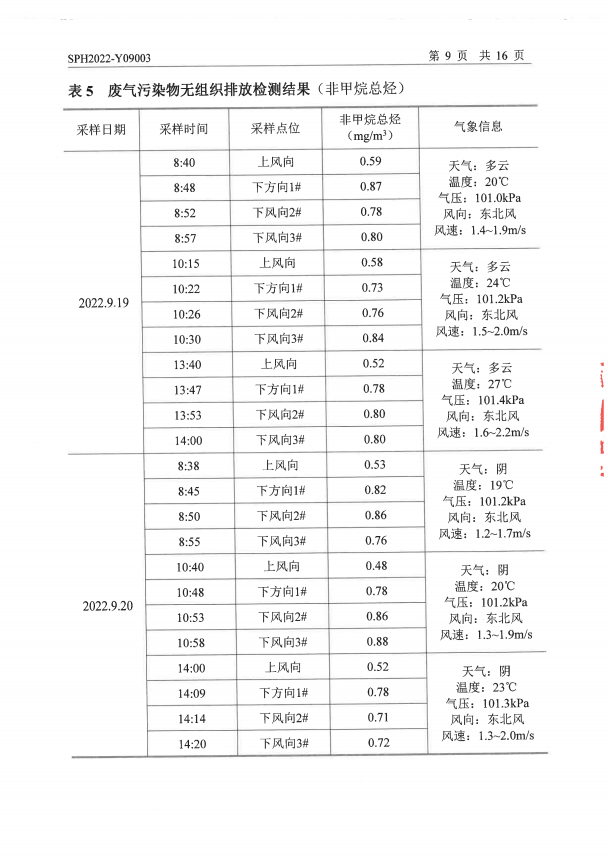 SPH2022-Y09003 第 9 页 共 16 页
表 5 废气污染物无组织排放检测结果（非甲烷总烃）
采样日期 采样时间 采样点位 非甲烷总烃（mg/m³） 气象信息
2022.9.19
8:40 上风向 0.59
8:48 下方向1# 0.87
8:52 下风向2# 0.78
8:57 下风向3# 0.80
天气：多云
温度：20℃
气压：101.0kPa
风向：东北风
风速：1.4~1.9m/s
10:15 上风向 0.58
10:22 下方向1# 0.73
10:26 下风向2# 0.76
10:30 下风向3# 0.84
天气：多云
温度：24℃
气压：101.2kPa
风向：东北风
风速：1.5~2.0m/s
13:40 上风向 0.52
13:47 下方向1# 0.78
13:53 下风向2# 0.80
14:00 下风向3# 0.80
天气：多云
温度：27℃
气压：101.4kPa
风向：东北风
风速：1.6~2.2m/s
2022.9.20
8:38 上风向 0.53
8:45 下方向1# 0.82
8:50 下风向2# 0.86
8:55 下风向3# 0.76
天气：阴
温度：19℃
气压：101.2kPa
风向：东北风
风速：1.2~1.7m/s
10:40 上风向 0.48
10:48 下方向1# 0.78
10:53 下风向2# 0.86
10:58 下风向3# 0.88
天气：阴
温度：20℃
气压：101.2kPa
风向：东北风
风速：1.3~1.9m/s
14:00 上风向 0.52
14:09 下方向1# 0.78
14:14 下风向2# 0.71
14:20 下风向3# 0.72
天气：阴
温度：23℃
气压：101.3kPa
风向：东北风
风速：1.3~2.0m/s